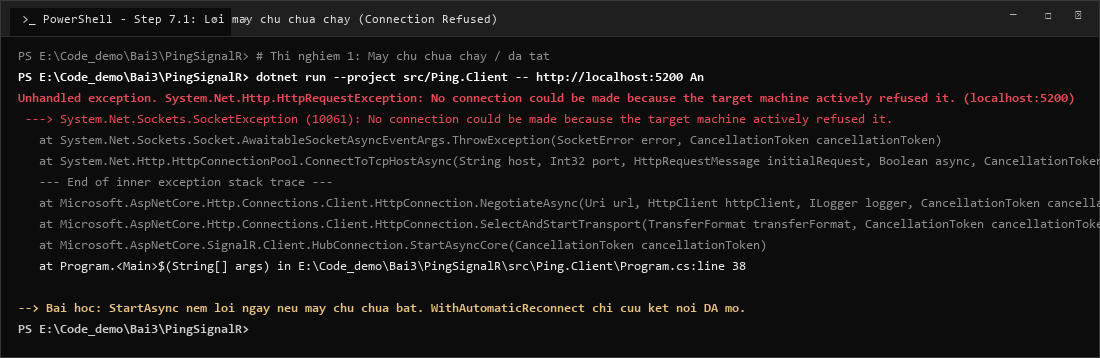 >_ PowerShell - Step 7.1: Lỗi máy chu chua chay (Connection Refused)
PS E:\Code_demo\Bai3\PingSignalR> # Thi nghiem 1: May chu chua chay / da tat
PS E:\Code_demo\Bai3\PingSignalR> dotnet run --project src/Ping.Client -- http://localhost:5200 An
Unhandled exception. System.Net.Http.HttpRequestException: No connection could be made because the target machine actively refused it. (localhost:5200)
---> System.Net.Sockets.SocketException (10061): No connection could be made because the target machine actively refused it.
at System.Net.Sockets.Socket.AwaitableSocketAsyncEventArgs.ThrowException(SocketError error, CancellationToken cancellationToken)
at System.Net.Http.HttpConnectionPool.ConnectToTcpHostAsync(String host, Int32 port, HttpRequestMessage initialRequest, Boolean async, CancellationToken
--- End of inner exception stack trace ---
at Microsoft.AspNetCore.Http.Connections.Client.HttpConnection.NegotiateAsync(Uri url, HttpClient httpClient, ILogger logger, CancellationToken cancella
at Microsoft.AspNetCore.Http.Connections.Client.HttpConnection.SelectAndStartTransport(TransferFormat transferFormat, CancellationToken cancellationToke
at Microsoft.AspNetCore.SignalR.Client.HubConnection.StartAsyncCore(CancellationToken cancellationToken)
at Program.<Main>$(String[] args) in E:\Code_demo\Bai3\PingSignalR\src\Ping.Client\Program.cs:line 38
--> Bai hoc: StartAsync nem loi ngay neu may chu chua bat. WithAutomaticReconnect chi cuu ket noi DA mo.
PS E:\Code_demo\Bai3\PingSignalR>